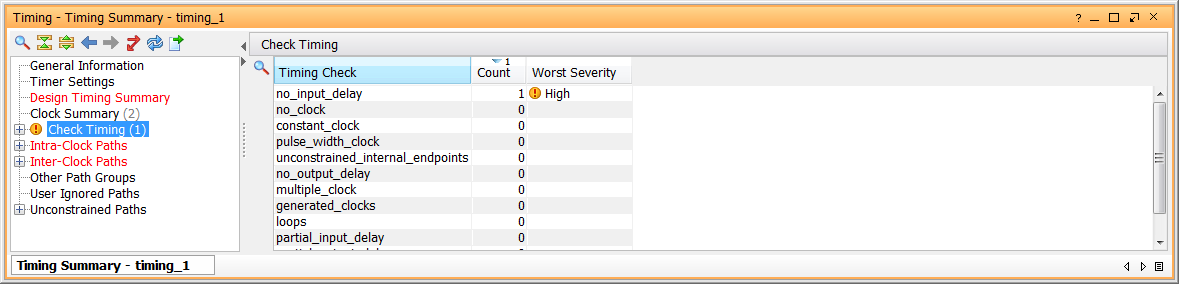 Timing - Timing Summary - timing_1
?
Check Timing
General Information
Timer Settings
Design Timing Summary
Clock Summary (2)
Check Timing (1)
Intra-Clock Paths
Inter-Clock Paths
Other Path Groups
User Ignored Paths
Unconstrained Paths
Timing Check Count 1 Worst Severity
no_input_delay 1 High
no_clock 0
constant_clock 0
pulse_width_clock 0
unconstrained_internal_endpoints 0
no_output_delay 0
multiple_clock 0
generated_clocks 0
loops 0
partial_input_delay 0
Timing Summary - timing_1